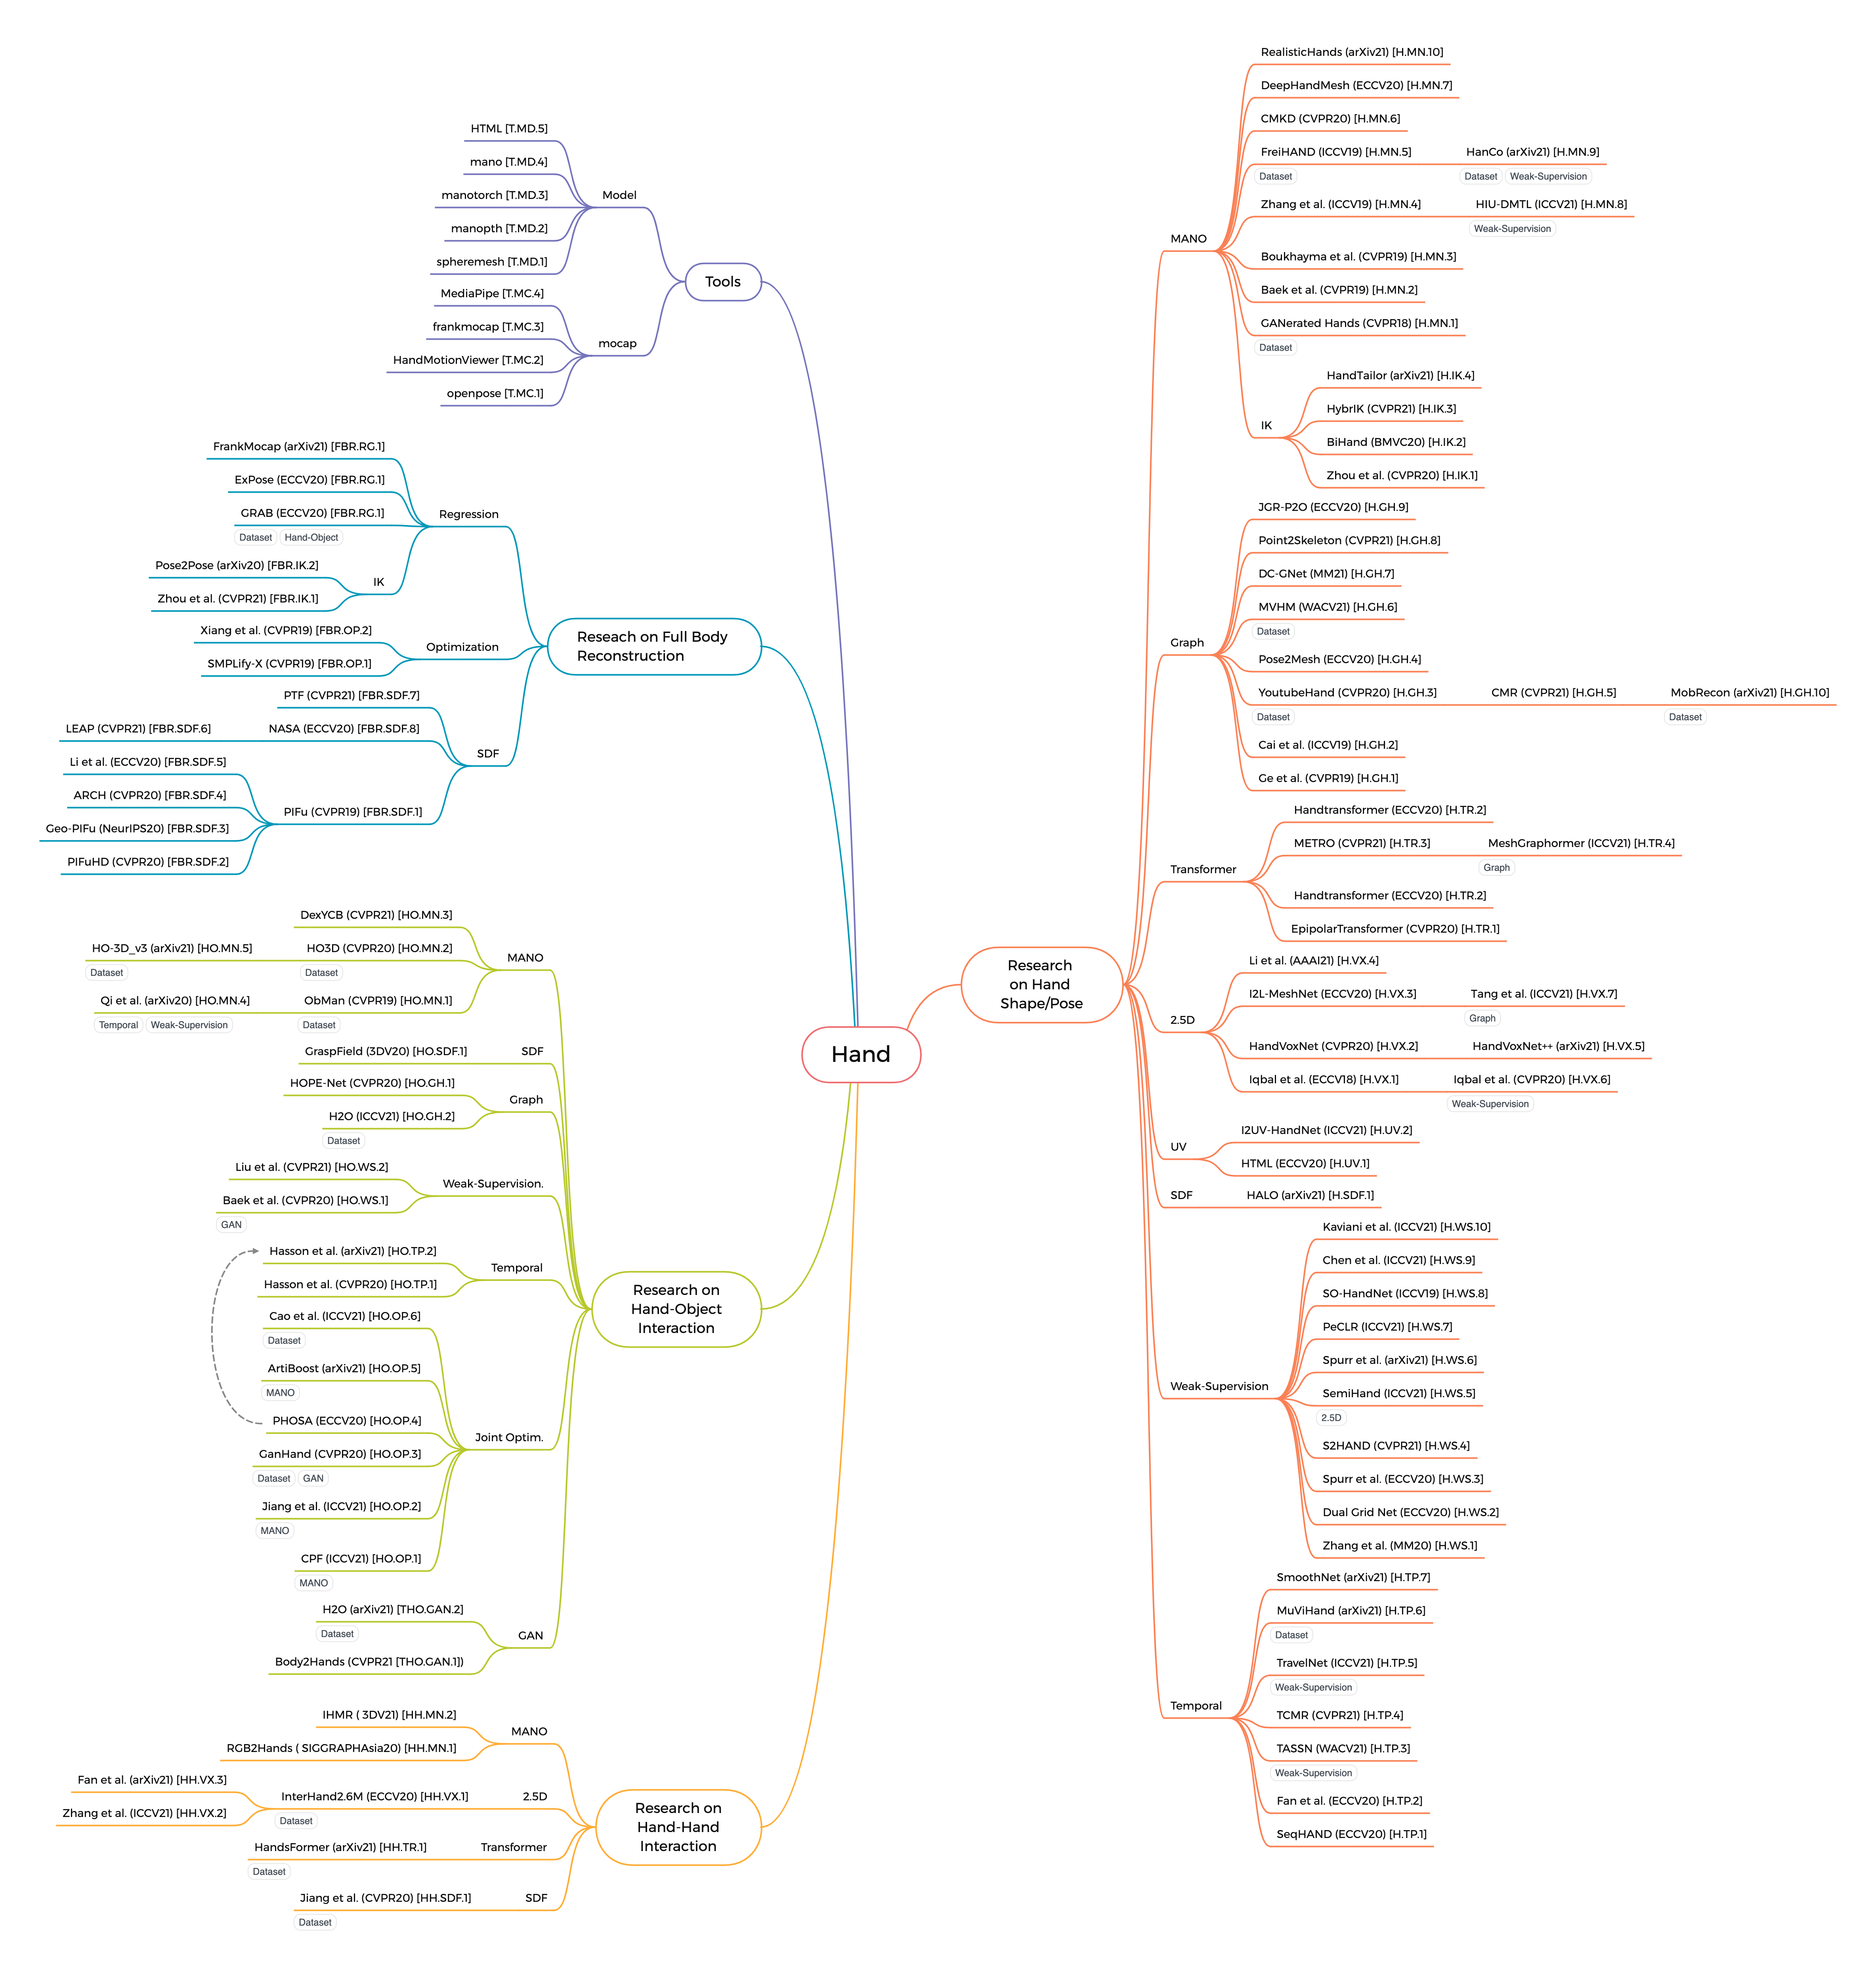 Hand
Tools
Model
HTML [T.MD.5]
mano [T.MD.4]
manotorch [T.MD.3]
manopth [T.MD.2]
spheremesh [T.MD.1]
mocap
MediaPipe [T.MC.4]
frankmocap [T.MC.3]
HandMotionViewer [T.MC.2]
openpose [T.MC.1]
Reseach on Full Body
Reconstruction
Regression
FrankMocap (arXiv21) [FBR.RG.1]
ExPose (ECCV20) [FBR.RG.1]
GRAB (ECCV20) [FBR.RG.1]
Dataset Hand-Object
IK
Pose2Pose (arXiv20) [FBR.IK.2]
Zhou et al. (CVPR21) [FBR.IK.1]
Optimization
Xiang et al. (CVPR19) [FBR.OP.2]
SMPLify-X (CVPR19) [FBR.OP.1]
SDF
PTF (CVPR21) [FBR.SDF.7]
LEAP (CVPR21) [FBR.SDF.6] NASA (ECCV20) [FBR.SDF.8]
PIFu (CVPR19) [FBR.SDF.1]
Li et al. (ECCV20) [FBR.SDF.5]
ARCH (CVPR20) [FBR.SDF.4]
Geo-PIFu (NeurIPS20) [FBR.SDF.3]
PIFuHD (CVPR20) [FBR.SDF.2]
Research on
Hand-Object
Interaction
MANO
DexYCB (CVPR21) [HO.MN.3]
HO-3D_v3 (arXiv21) [HO.MN.5] HO3D (CVPR20) [HO.MN.2]
Dataset Dataset
Qi et al. (arXiv20) [HO.MN.4] ObMan (CVPR19) [HO.MN.1]
Temporal Weak-Supervision Dataset
GraspField (3DV20) [HO.SDF.1] SDF
Graph
HOPE-Net (CVPR20) [HO.GH.1]
H2O (ICCV21) [HO.GH.2]
Dataset
Weak-Supervision.
Liu et al. (CVPR21) [HO.WS.2]
Baek et al. (CVPR20) [HO.WS.1]
GAN
Temporal
Hasson et al. (arXiv21) [HO.TP.2]
Hasson et al. (CVPR20) [HO.TP.1]
Joint Optim.
Cao et al. (ICCV21) [HO.OP.6]
Dataset
ArtiBoost (arXiv21) [HO.OP.5]
MANO
PHOSA (ECCV20) [HO.OP.4]
GanHand (CVPR20) [HO.OP.3]
Dataset GAN
Jiang et al. (ICCV21) [HO.OP.2]
MANO
CPF (ICCV21) [HO.OP.1]
MANO
GAN
H2O (arXiv21) [THO.GAN.2]
Dataset
Body2Hands (CVPR21 [THO.GAN.1])
Research on
Hand-Hand
Interaction
MANO
IHMR ( 3DV21) [HH.MN.2]
RGB2Hands ( SIGGRAPHAsia20) [HH.MN.1]
InterHand2.6M (ECCV20) [HH.VX.1] 2.5D
Dataset
Fan et al. (arXiv21) [HH.VX.3]
Zhang et al. (ICCV21) [HH.VX.2]
HandsFormer (arXiv21) [HH.TR.1] Transformer
Dataset
Jiang et al. (CVPR20) [HH.SDF.1] SDF
Dataset
Research
on Hand
Shape/Pose
MANO
RealisticHands (arXiv21) [H.MN.10]
DeepHandMesh (ECCV20) [H.MN.7]
CMKD (CVPR20) [H.MN.6]
FreiHAND (ICCV19) [H.MN.5] HanCo (arXiv21) [H.MN.9]
Dataset Dataset Weak-Supervision
Zhang et al. (ICCV19) [H.MN.4] HIU-DMTL (ICCV21) [H.MN.8]
Weak-Supervision
Boukhayma et al. (CVPR19) [H.MN.3]
Baek et al. (CVPR19) [H.MN.2]
GANerated Hands (CVPR18) [H.MN.1]
Dataset
IK
HandTailor (arXiv21) [H.IK.4]
HybrIK (CVPR21) [H.IK.3]
BiHand (BMVC20) [H.IK.2]
Zhou et al. (CVPR20) [H.IK.1]
Graph
JGR-P2O (ECCV20) [H.GH.9]
Point2Skeleton (CVPR21) [H.GH.8]
DC-GNet (MM21) [H.GH.7]
MVHM (WACV21) [H.GH.6]
Dataset
Pose2Mesh (ECCV20) [H.GH.4]
YoutubeHand (CVPR20) [H.GH.3] CMR (CVPR21) [H.GH.5] MobRecon (arXiv21) [H.GH.10]
Dataset Dataset
Cai et al. (ICCV19) [H.GH.2]
Ge et al. (CVPR19) [H.GH.1]
Transformer
Handtransformer (ECCV20) [H.TR.2]
METRO (CVPR21) [H.TR.3] MeshGraphormer (ICCV21) [H.TR.4]
Graph
Handtransformer (ECCV20) [H.TR.2]
EpipolarTransformer (CVPR20) [H.TR.1]
2.5D
Li et al. (AAAI21) [H.VX.4]
I2L-MeshNet (ECCV20) [H.VX.3] Tang et al. (ICCV21) [H.VX.7]
Graph
HandVoxNet (CVPR20) [H.VX.2] HandVoxNet++ (arXiv21) [H.VX.5]
Iqbal et al. (ECCV18) [H.VX.1] Iqbal et al. (CVPR20) [H.VX.6]
Weak-Supervision
UV
I2UV-HandNet (ICCV21) [H.UV.2]
HTML (ECCV20) [H.UV.1]
SDF HALO (arXiv21) [H.SDF.1]
Weak-Supervision
Kaviani et al. (ICCV21) [H.WS.10]
Chen et al. (ICCV21) [H.WS.9]
SO-HandNet (ICCV19) [H.WS.8]
PeCLR (ICCV21) [H.WS.7]
Spurr et al. (arXiv21) [H.WS.6]
SemiHand (ICCV21) [H.WS.5]
2.5D
S2HAND (CVPR21) [H.WS.4]
Spurr et al. (ECCV20) [H.WS.3]
Dual Grid Net (ECCV20) [H.WS.2]
Zhang et al. (MM20) [H.WS.1]
Temporal
SmoothNet (arXiv21) [H.TP.7]
MuViHand (arXiv21) [H.TP.6]
Dataset
TravelNet (ICCV21) [H.TP.5]
Weak-Supervision
TCMR (CVPR21) [H.TP.4]
TASSN (WACV21) [H.TP.3]
Weak-Supervision
Fan et al. (ECCV20) [H.TP.2]
SeqHAND (ECCV20) [H.TP.1]